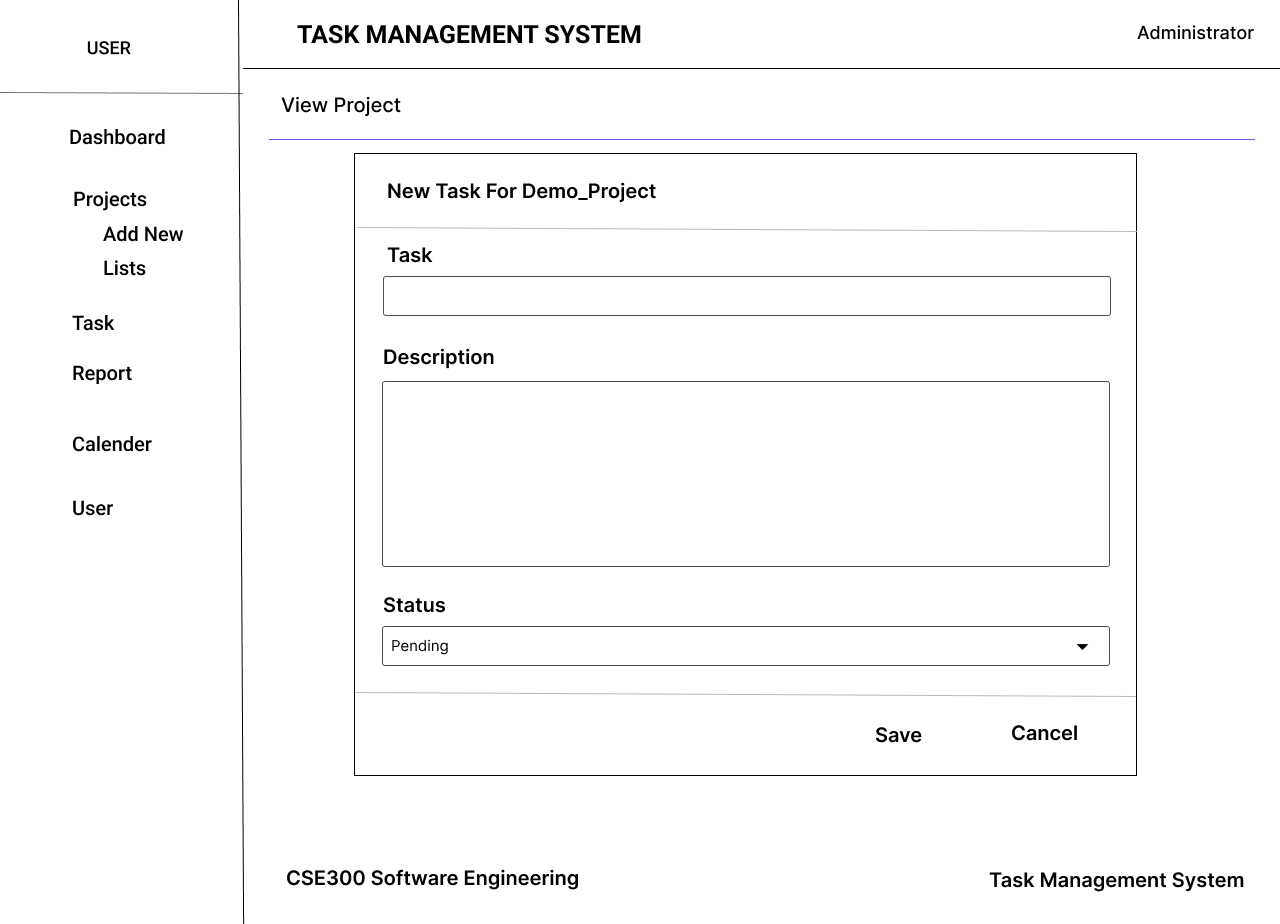 USER
TASK MANAGEMENT SYSTEM
Administrator
View Project
Dashboard
Projects
Add New
Lists
Task
Report
Calender
User
New Task For Demo_Project
Task
Description
Status
Pending
Save
Cancel
CSE300 Software Engineering
Task Management System